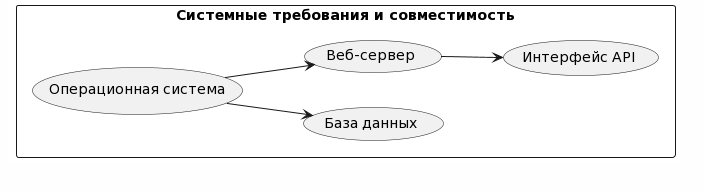 Системные требования и совместимость
Веб-сервер
Интерфейс API
Операционная система
База данных